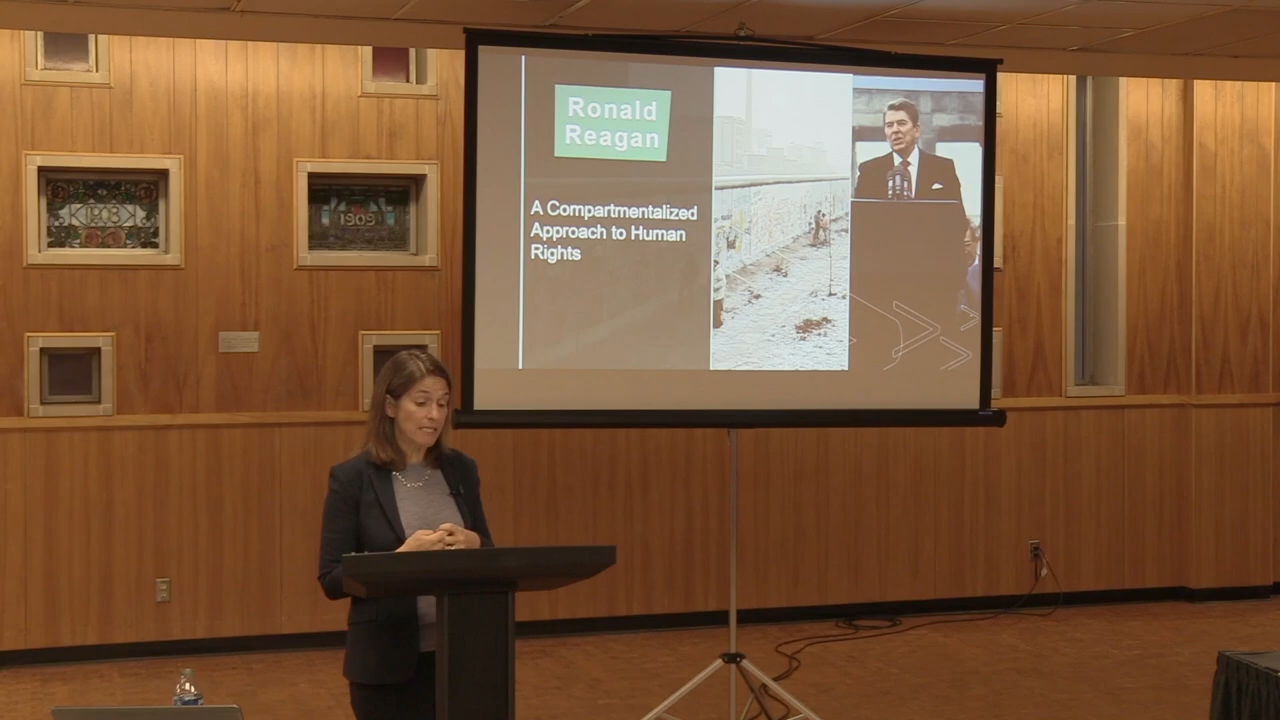 Ronald
Reagan
A Compartmentalized
Approach to Human
Rights
1908
1909